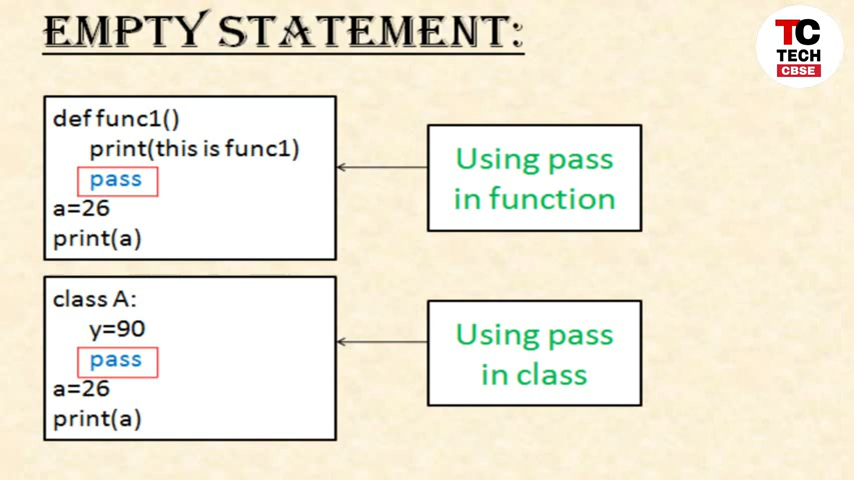 EMPTY STATEMENT:
TC
TECH
CBSE
def func1()
print(this is func1)
pass
a=26
print(a)
Using pass
in function
class A:
y=90
pass
a=26
print(a)
Using pass
in class